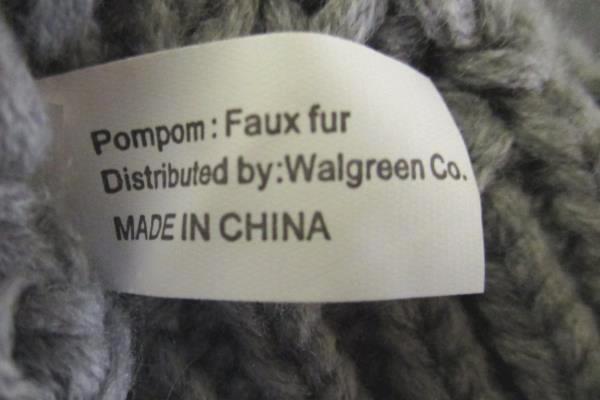 Pompom: Faux fur
Distributed by:Walgreen Co.
MADE IN CHINA